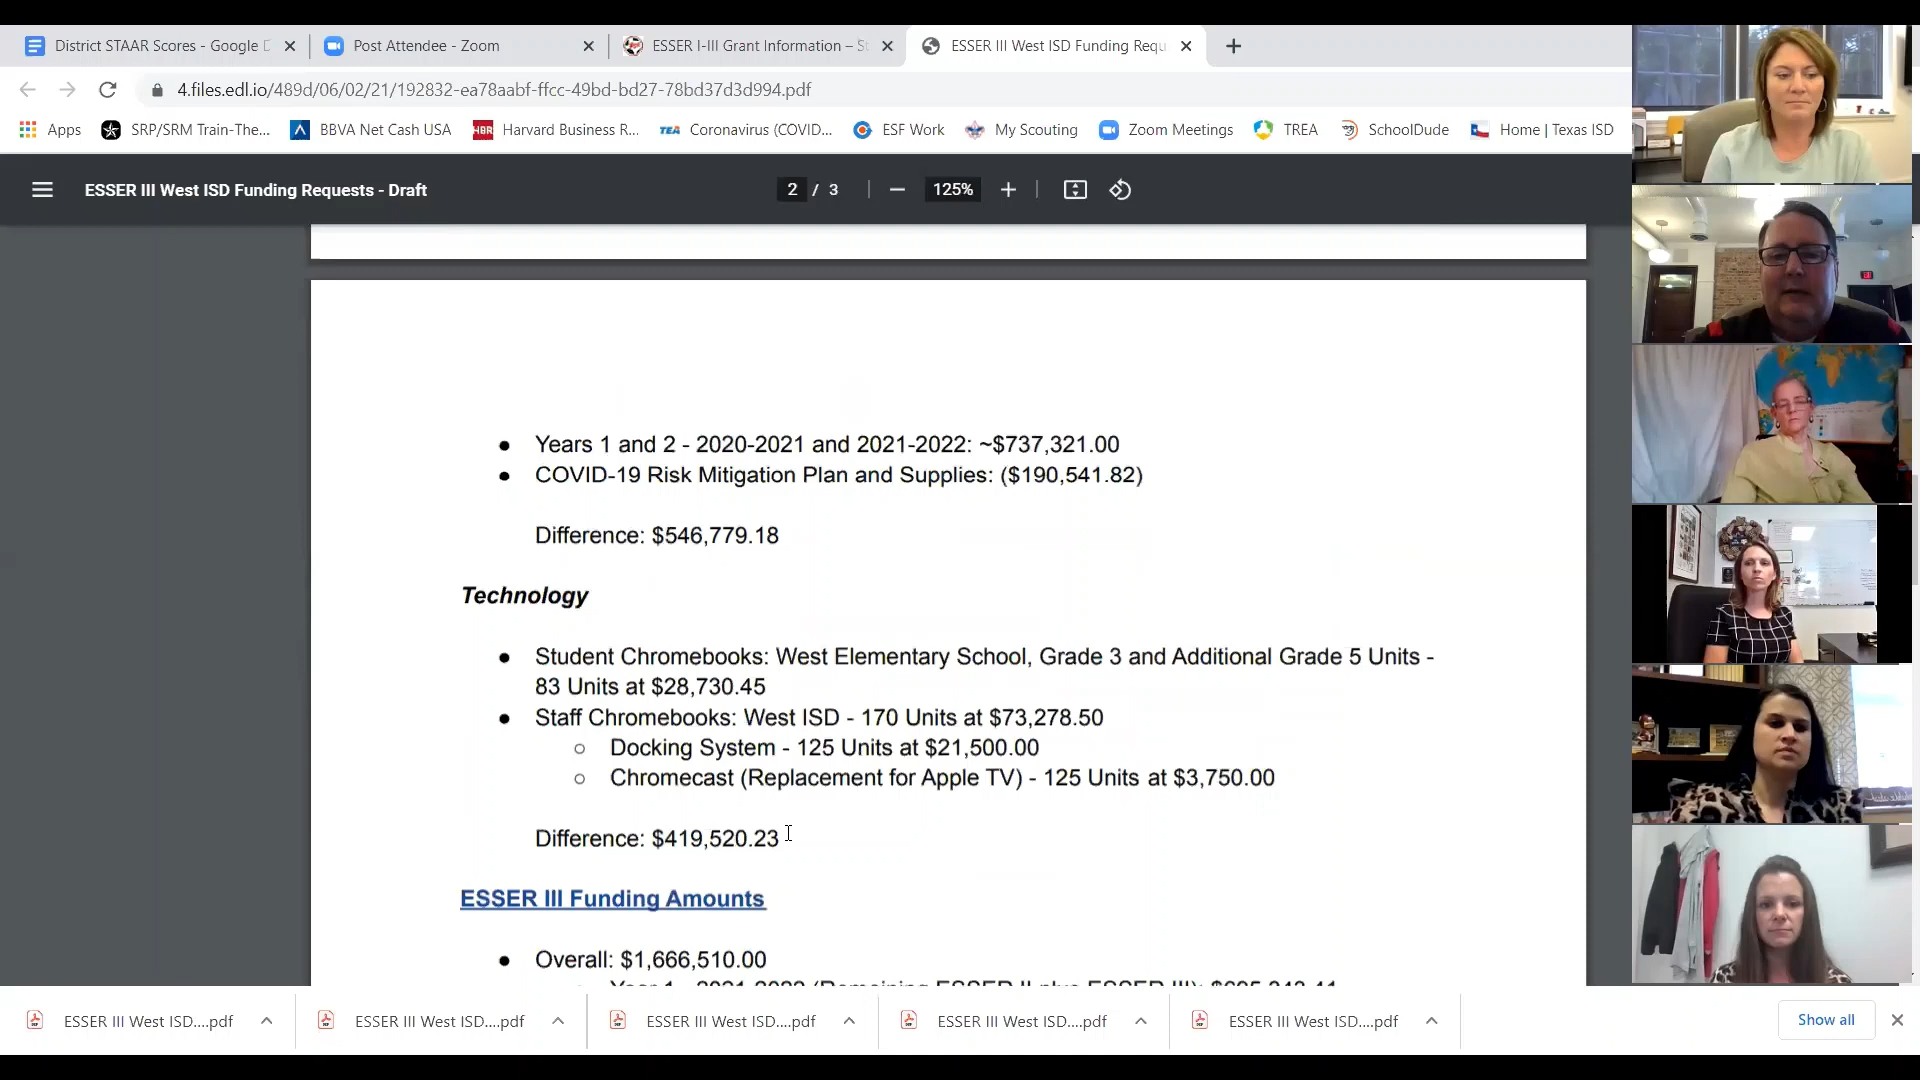 District STAAR Scores - Google D
Post Attendee - Zoom
ESSER I-III Grant Information – St
ESSER III West ISD Funding Requ
4.files.edl.io/489d/06/02/21/192832-ea78aabf-ffcc-49bd-bd27-78bd37d3d994.pdf
Apps
SRP/SRM Train-The...
BBVA Net Cash USA
HBR
Harvard Business R...
TEA
Coronavirus (COVID...
ESF Work
My Scouting
Zoom Meetings
TREA
SchoolDude
Home | Texas ISD
ESSER III West ISD Funding Requests - Draft
2 / 3
125%
● Years 1 and 2 - 2020-2021 and 2021-2022: ~$737,321.00
● COVID-19 Risk Mitigation Plan and Supplies: ($190,541.82)
Difference: $546,779.18
Technology
● Student Chromebooks: West Elementary School, Grade 3 and Additional Grade 5 Units -
83 Units at $28,730.45
● Staff Chromebooks: West ISD - 170 Units at $73,278.50
○ Docking System - 125 Units at $21,500.00
○ Chromecast (Replacement for Apple TV) - 125 Units at $3,750.00
Difference: $419,520.23
ESSER III Funding Amounts
● Overall: $1,666,510.00
ESSER III West ISD....pdf
ESSER III West ISD....pdf
ESSER III West ISD....pdf
ESSER III West ISD....pdf
ESSER III West ISD....pdf
Show all